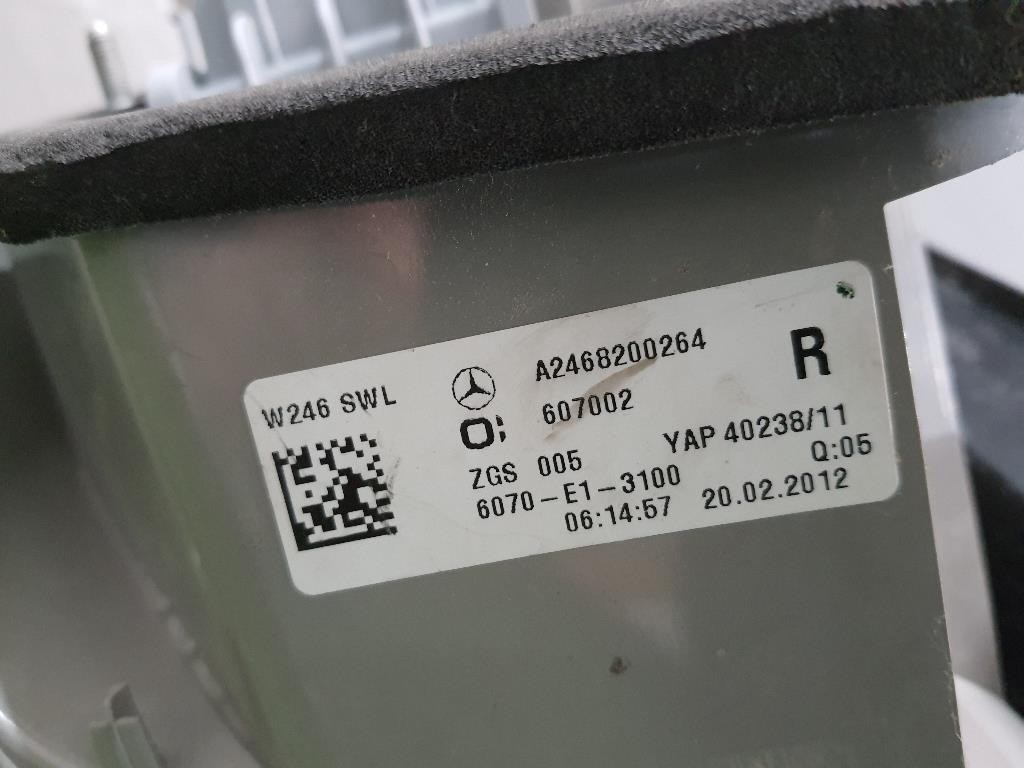 W246 SWL
A2468200264
R
607002
ZGS 005
YAP 40238/11
6070-E1-3100
Q:05
06:14:57 20.02.2012